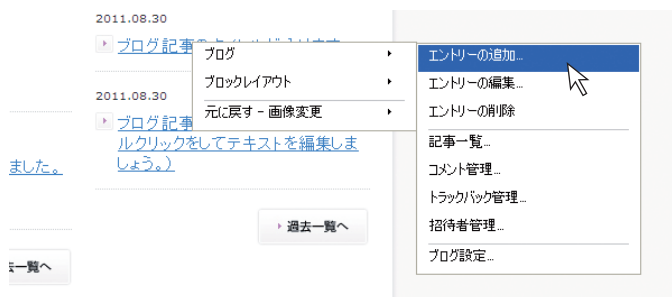 2011.08.30
ブログ記事
2011.08.30
ブログ記事
ルクリックをしてテキストを編集しま
しょう。）
ました。
過去一覧へ
一覧へ
ブログ
ブロックレイアウト
元に戻す - 画像変更
エントリーの追加...
エントリーの編集...
エントリーの削除
記事一覧...
コメント管理...
トラックバック管理...
招待者管理...
ブログ設定...